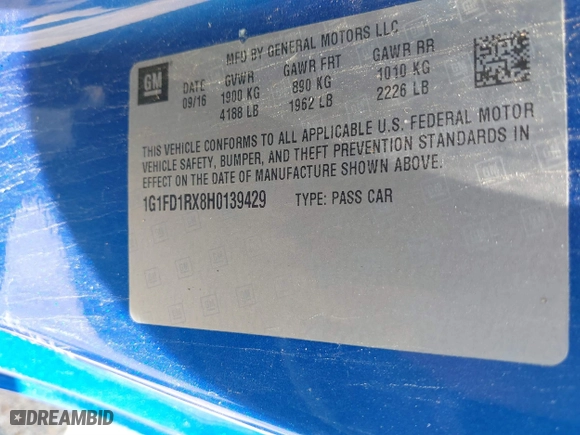 MFD BY GENERAL MOTORS LLC
GM
DATE GVWR GAWR FRT GAWR RR
09/16 1900 KG 890 KG 1010 KG
4188 LB 1962 LB 2226 LB
THIS VEHICLE CONFORMS TO ALL APPLICABLE U.S. FEDERAL MOTOR
VEHICLE SAFETY, BUMPER, AND THEFT PREVENTION STANDARDS IN
EFFECT ON THE DATE OF MANUFACTURE SHOWN ABOVE.
1G1FD1RX8H0139429 TYPE: PASS CAR
DREAMBID